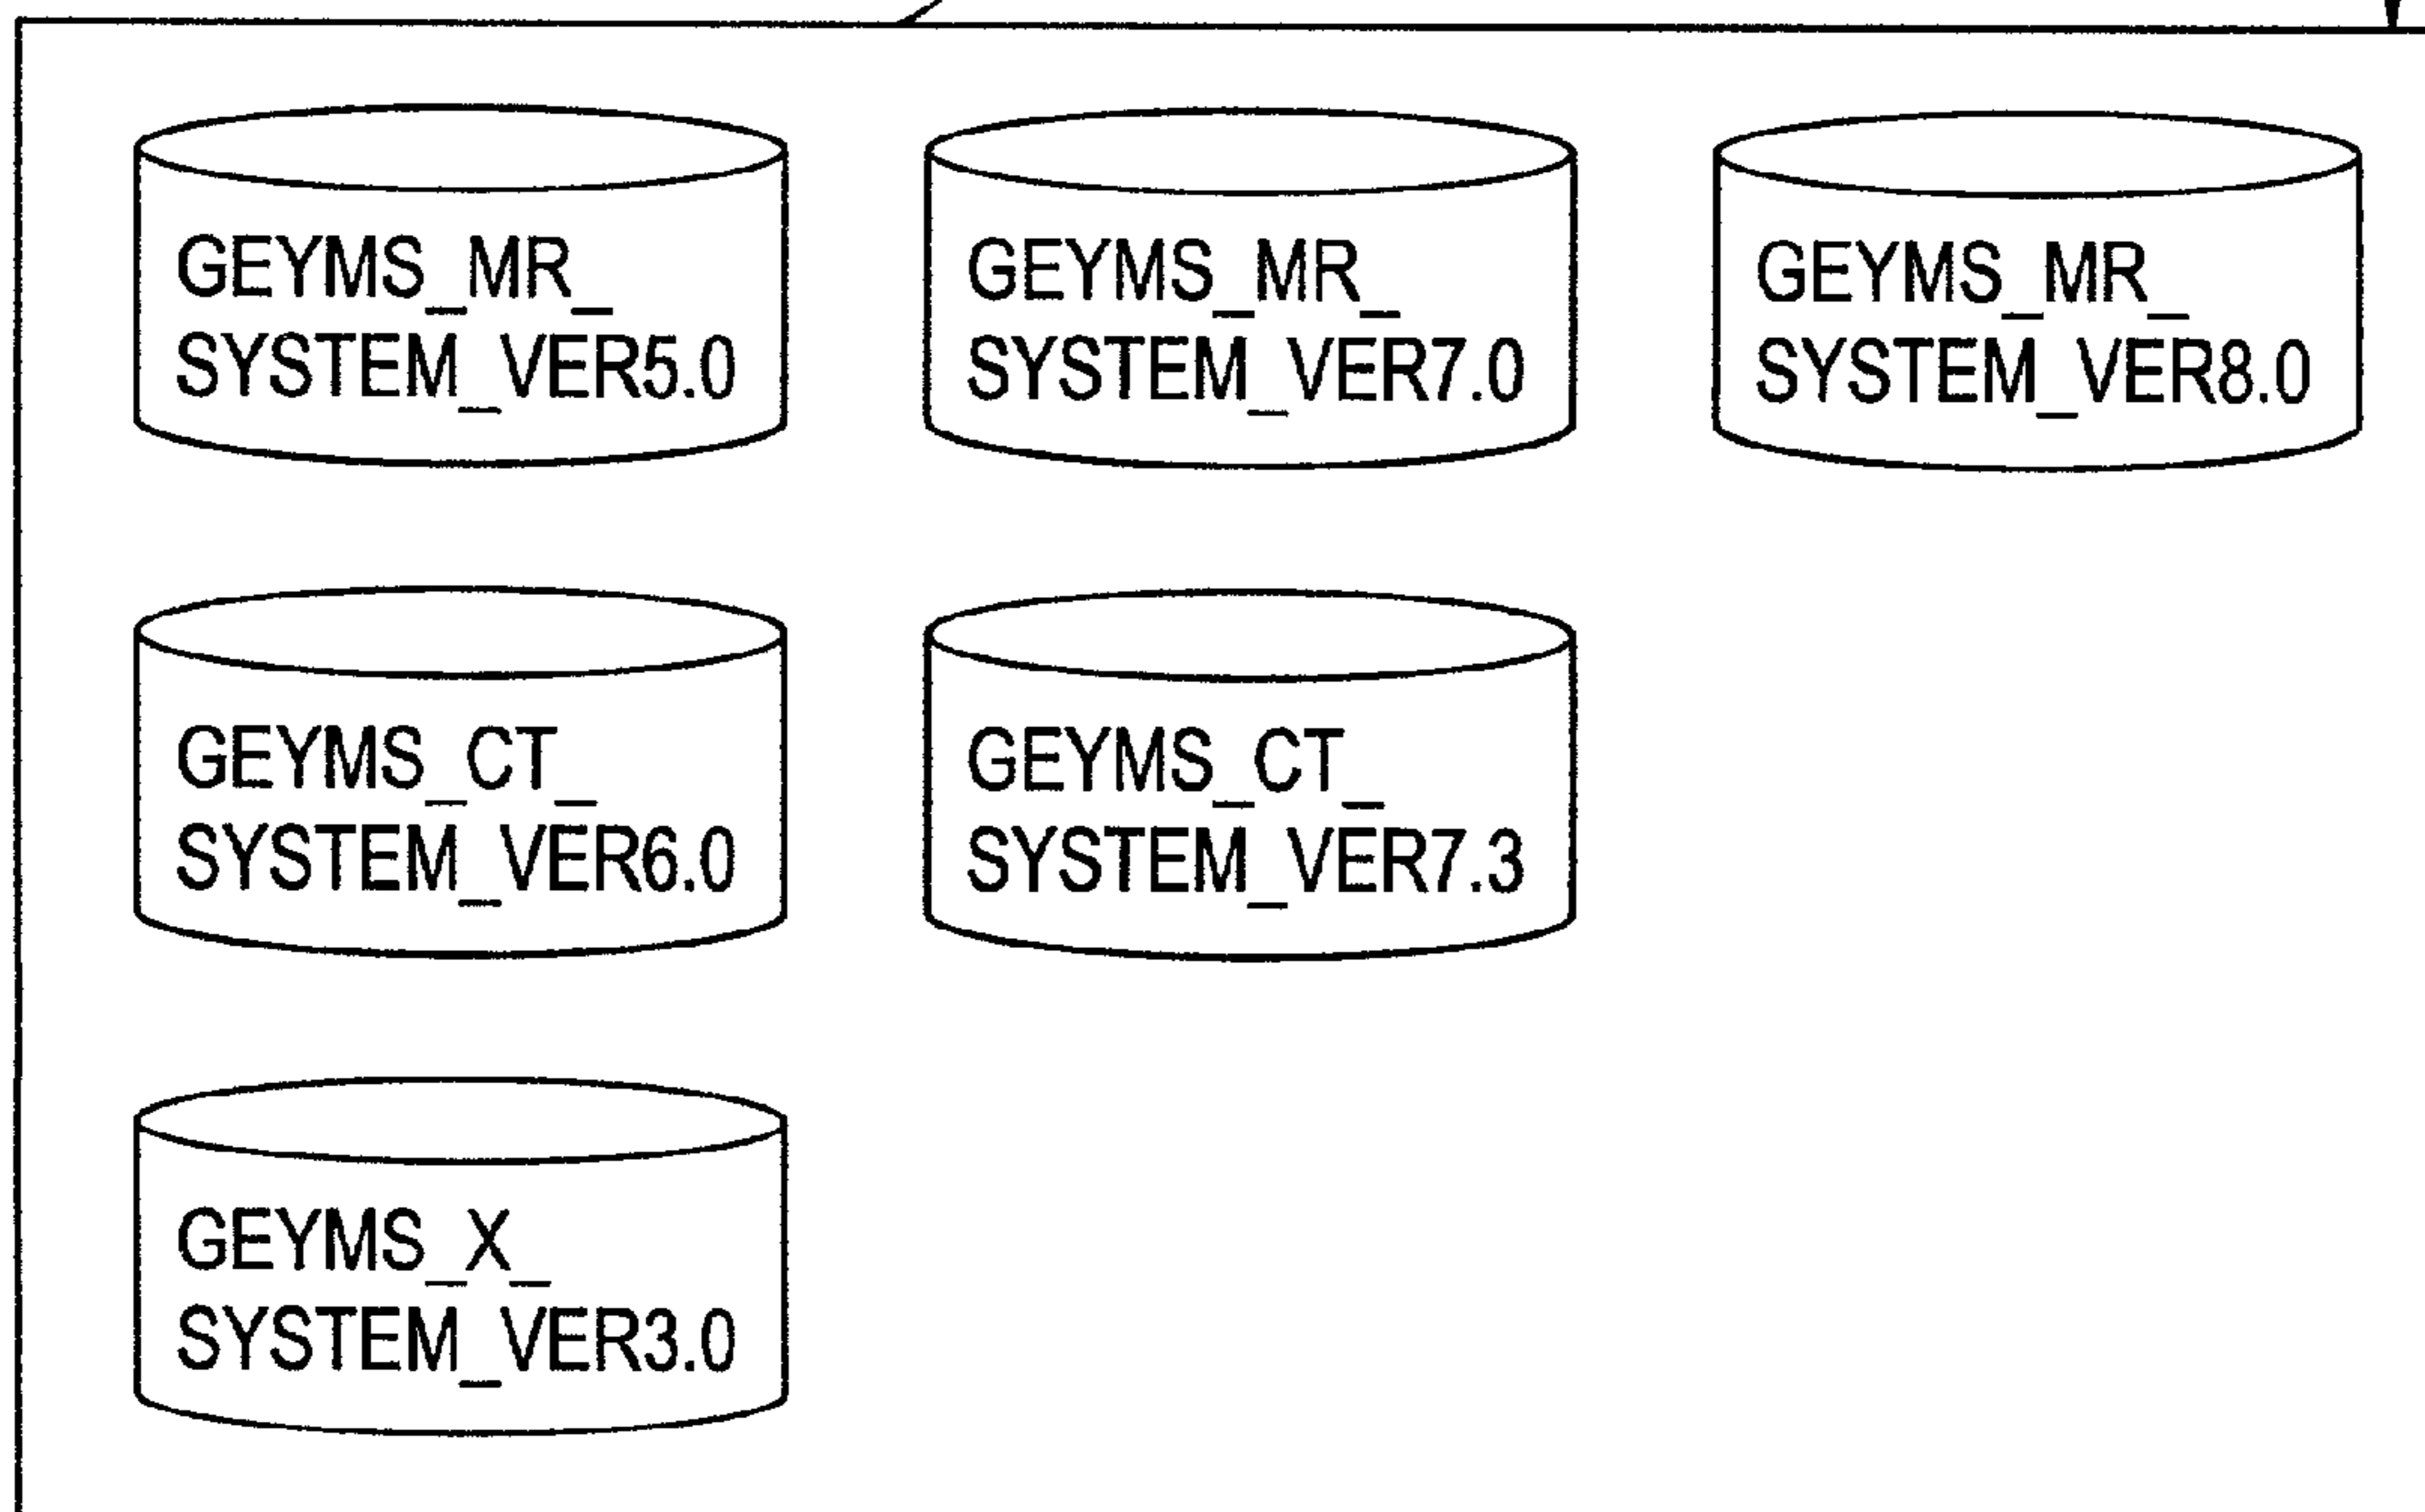 GEYMS_MR_
SYSTEM_VER5.0
GEYMS_MR_
SYSTEM_VER7.0
GEYMS_MR_
SYSTEM_VER8.0
GEYMS_CT_
SYSTEM_VER6.0
GEYMS_CT_
SYSTEM_VER7.3
GEYMS_X_
SYSTEM_VER3.0